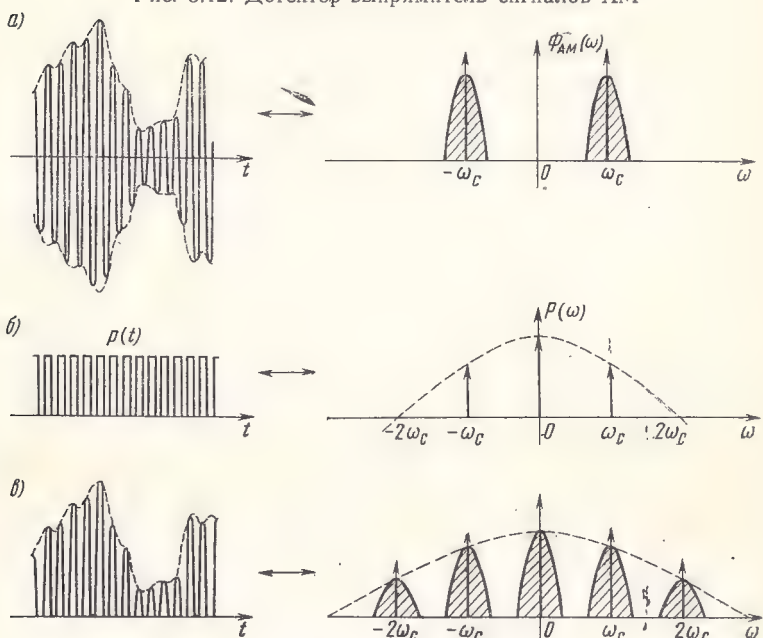 Рис. 5.12. Детектор-выпрямитель сигналов АМ
а)
Φ_AM(ω)
t
-ω_c
0
ω_c
ω
б)
p(t)
P(ω)
t
-2ω_c
-ω_c
0
ω_c
2ω_c
ω
в)
t
-2ω_c
-ω_c
0
ω_c
2ω_c
ω